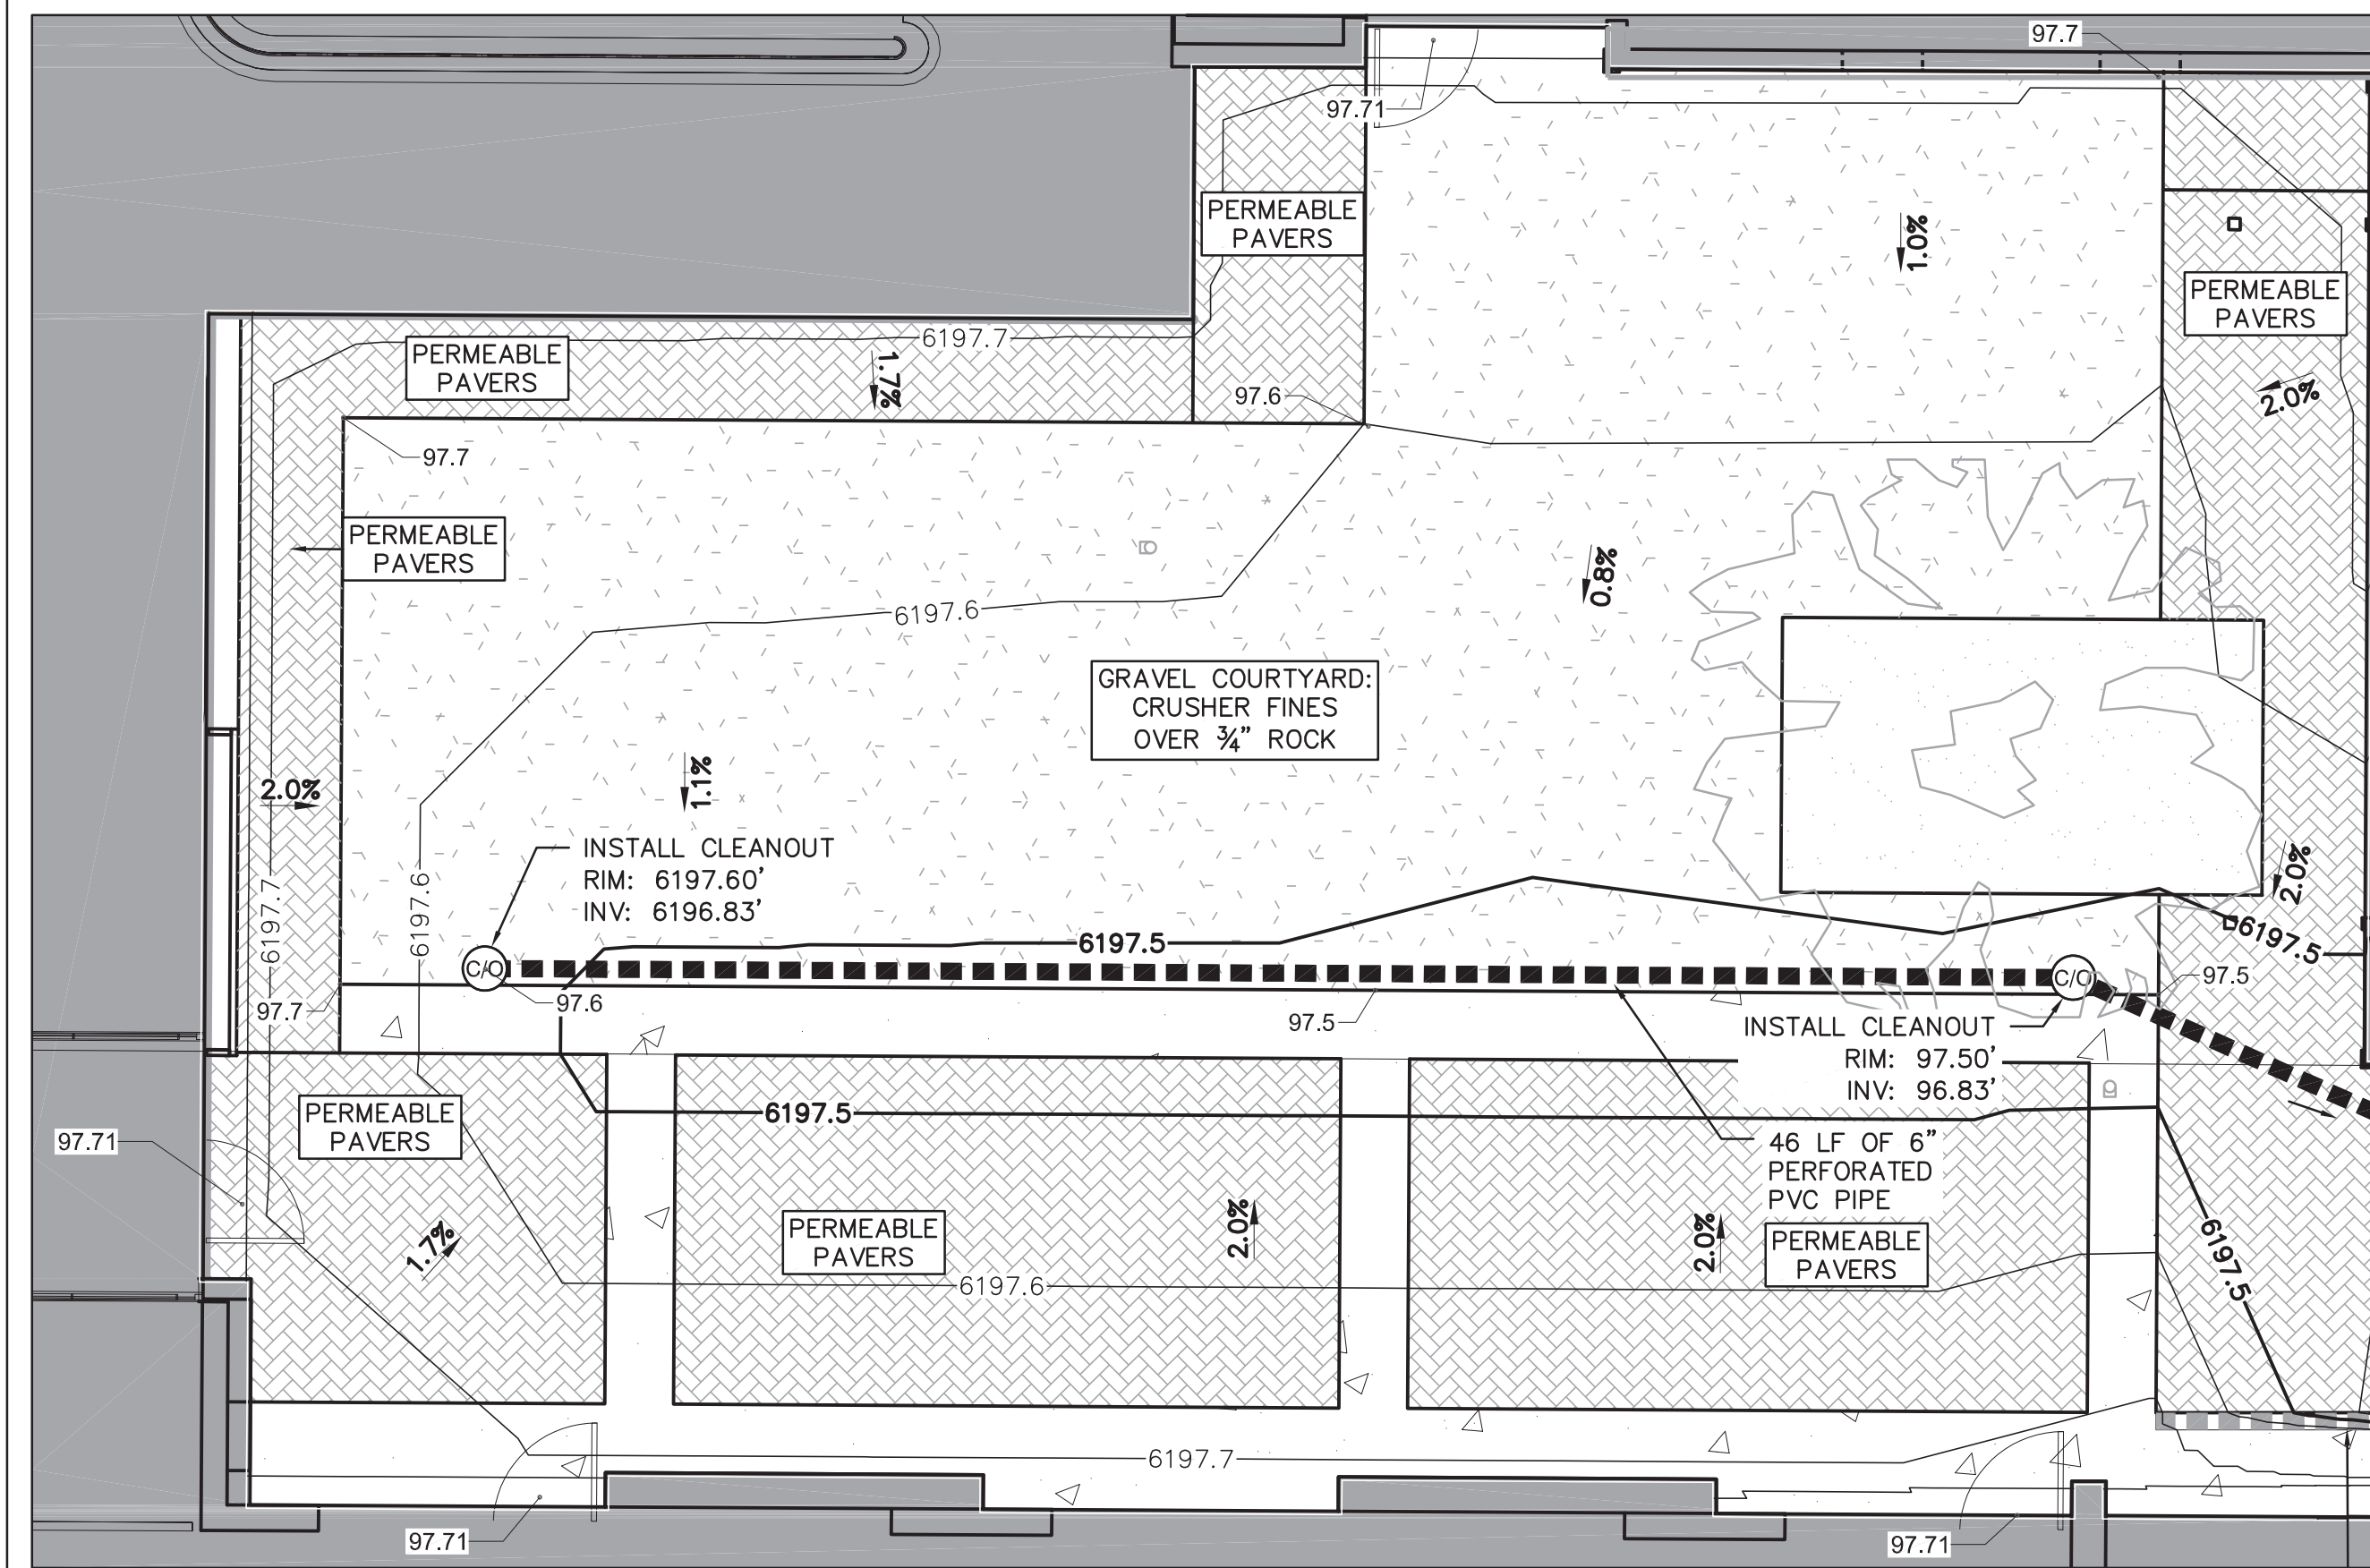 97.7
97.71
PERMEABLE
PAVERS
1.0%
PERMEABLE
PAVERS
6197.7
PERMEABLE
PAVERS
1.7%
97.6
2.0%
97.7
PERMEABLE
PAVERS
0.8%
6197.6
GRAVEL COURTYARD:
CRUSHER FINES
OVER ¾" ROCK
2.0%
1.1%
INSTALL CLEANOUT
RIM: 6197.60'
INV: 6196.83'
2.0%
6197.7
6197.6
6197.5
6197.5
C/O
C/O
97.5
97.7
97.6
97.5
INSTALL CLEANOUT
RIM: 97.50'
INV: 96.83'
PERMEABLE
PAVERS
6197.5
97.71
46 LF OF 6"
PERFORATED
PVC PIPE
1.7%
PERMEABLE
PAVERS
2.0%
2.0%
PERMEABLE
PAVERS
6197.5
6197.6
6197.7
97.71
97.71